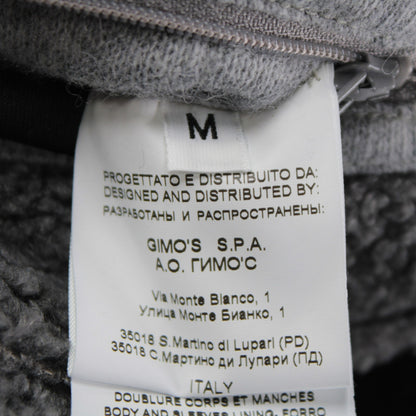 M
PROGETTATO E DISTRIBUITO DA:
DESIGNED AND DISTRIBUTED BY:
РАЗРАБОТАНЫ И РАСПРОСТРАНЕНЫ:
GIMO'S S.P.A.
А.О. ГИМО'С
Via Monte Bianco, 1
Улица Монте Бианко, 1
35018 S.Martino di Lupari (PD)
35018 С.Мартино ди Лупари (ПД)
ITALY
DOUBLURE CORPS ET MANCHES
BODY AND SLEEVES LINING, FORRO